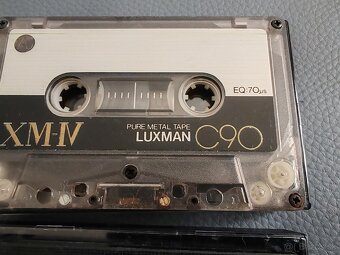 A
EQ:70µs
XM-IV
PURE METAL TAPE
LUXMAN
C90